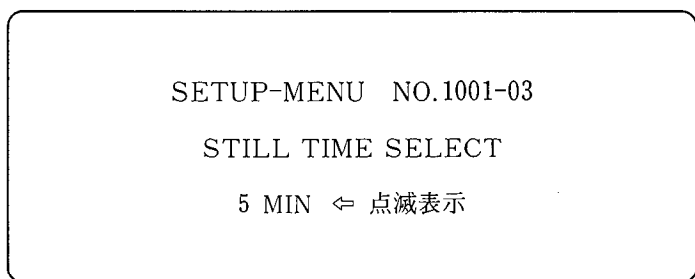 SETUP-MENU NO.1001-03
STILL TIME SELECT
5 MIN ⇦ 点滅表示